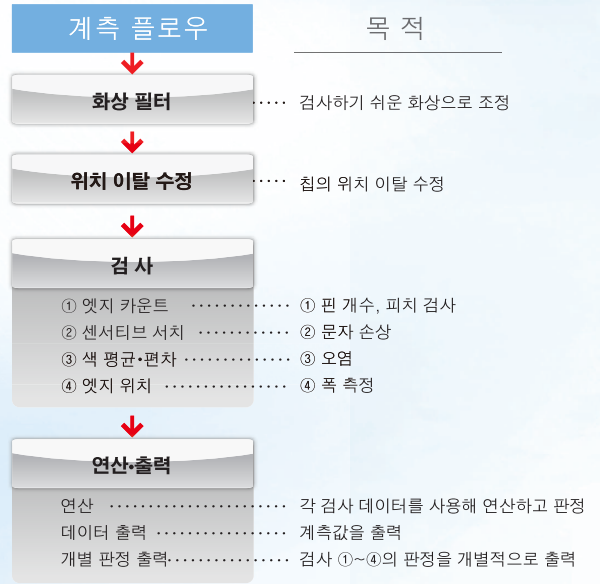 계측 플로우 목 적
화상 필터 ····· 검사하기 쉬운 화상으로 조정
위치 이탈 수정 ····· 칩의 위치 이탈 수정
검 사
① 엣지 카운트 ············· ① 핀 개수, 피치 검사
② 센서티브 서치 ············ ② 문자 손상
③ 색 평균•편차 ·············· ③ 오염
④ 엣지 위치 ················ ④ 폭 측정
연산•출력
연산 ······················· 각 검사 데이터를 사용해 연산하고 판정
데이터 출력 ················· 계측값을 출력
개별 판정 출력················ 검사 ①~④의 판정을 개별적으로 출력